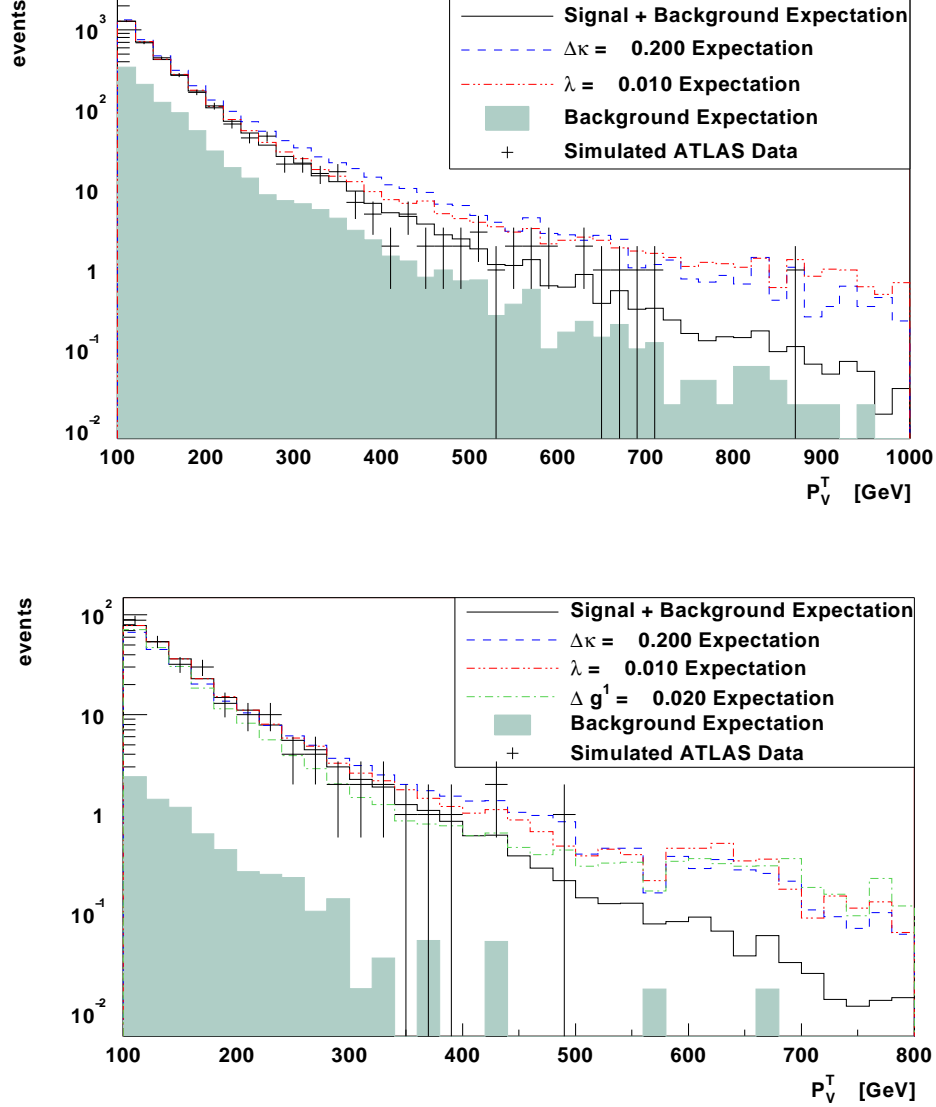 events
10³
10²
10
1
10⁻¹
10⁻²
Signal + Background Expectation
Δκ = 0.200 Expectation
λ = 0.010 Expectation
Background Expectation
Simulated ATLAS Data
100 200 300 400 500 600 700 800 900 1000
P_V^T [GeV]
events
10²
10
1
10⁻¹
10⁻²
Signal + Background Expectation
Δκ = 0.200 Expectation
λ = 0.010 Expectation
Δ g¹ = 0.020 Expectation
Background Expectation
Simulated ATLAS Data
100 200 300 400 500 600 700 800
P_V^T [GeV]